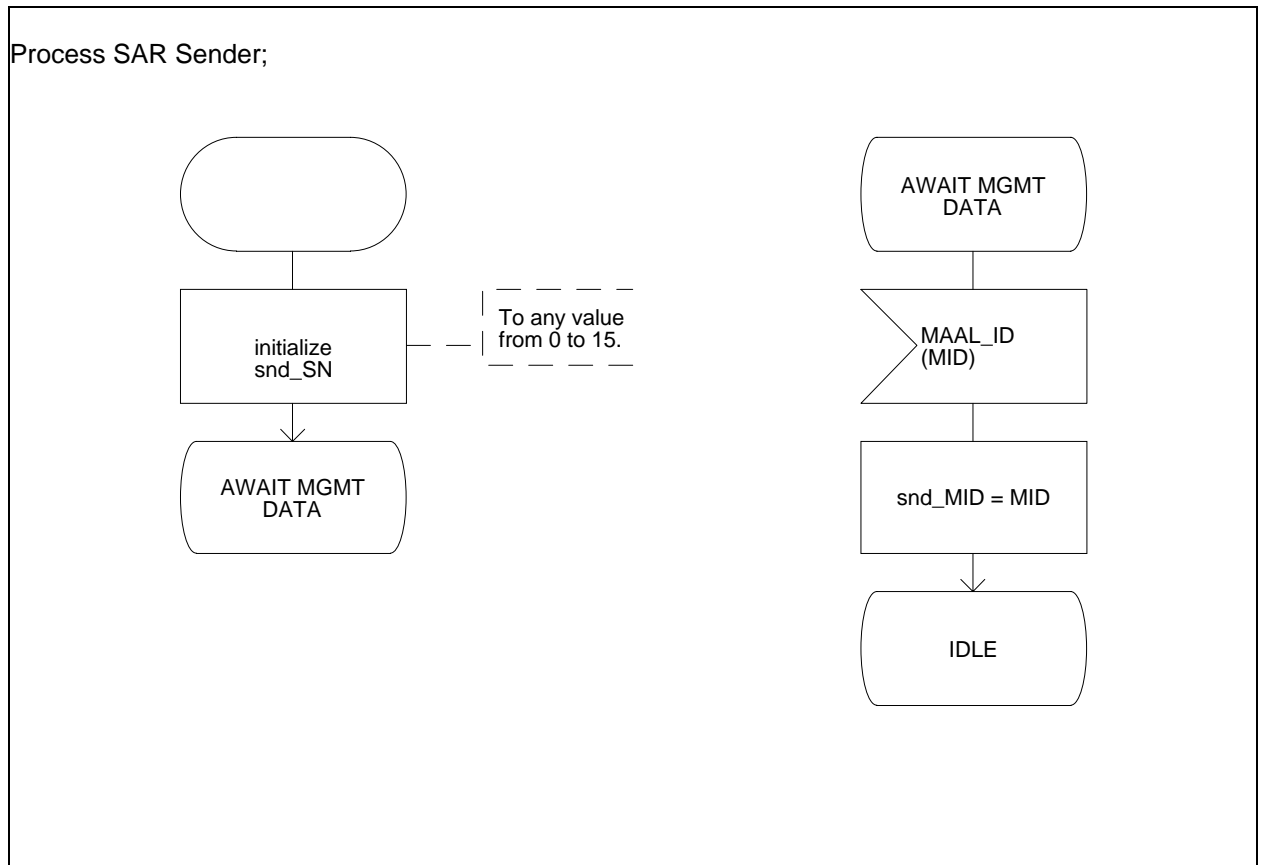 Process SAR Sender;
initialize
snd_SN
To any value
from 0 to 15.
AWAIT MGMT
DATA
AWAIT MGMT
DATA
MAAL_ID
(MID)
snd_MID = MID
IDLE